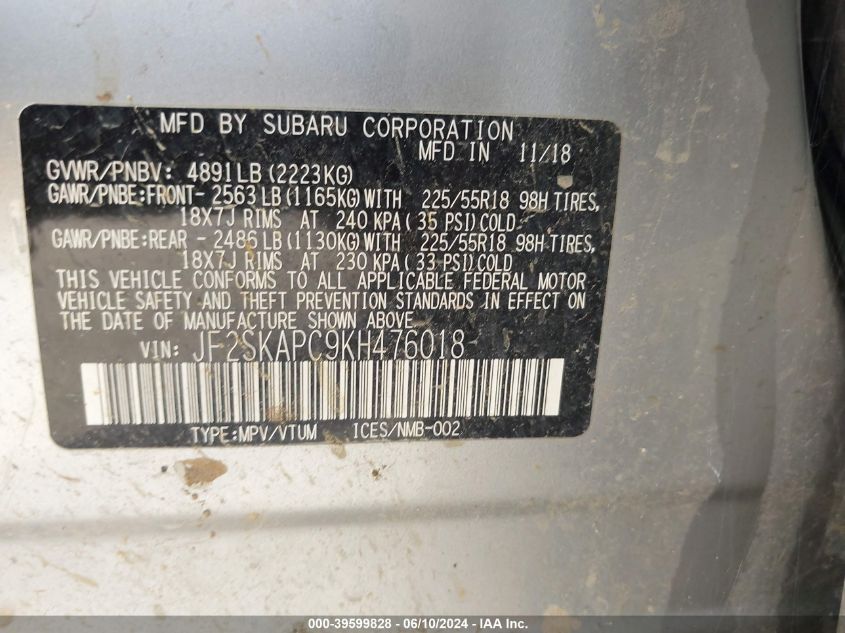 MFD BY SUBARU CORPORATION
MFD IN 11/18
GVWR/PNBV: 4891LB (2223KG)
GAWR/PNBE:FRONT- 2563LB(1165KG)WITH 225/55R18 98H TIRES,
18X7J RIMS AT 240 KPA( 35 PSI)COLD
GAWR/PNBE:REAR - 2486LB(1130KG)WITH 225/55R18 98H TIRES,
18X7J RIMS AT 230 KPA( 33 PSI)COLD
THIS VEHICLE CONFORMS TO ALL APPLICABLE FEDERAL MOTOR
VEHICLE SAFETY AND THEFT PREVENTION STANDARDS IN EFFECT ON
THE DATE OF MANUFACTURE SHOWN ABOVE.
VIN: JF2SKAPC9KH476018
TYPE:MPV/VTUM ICES/NMB-002
000-39599828 - 06/10/2024 - IAA Inc.